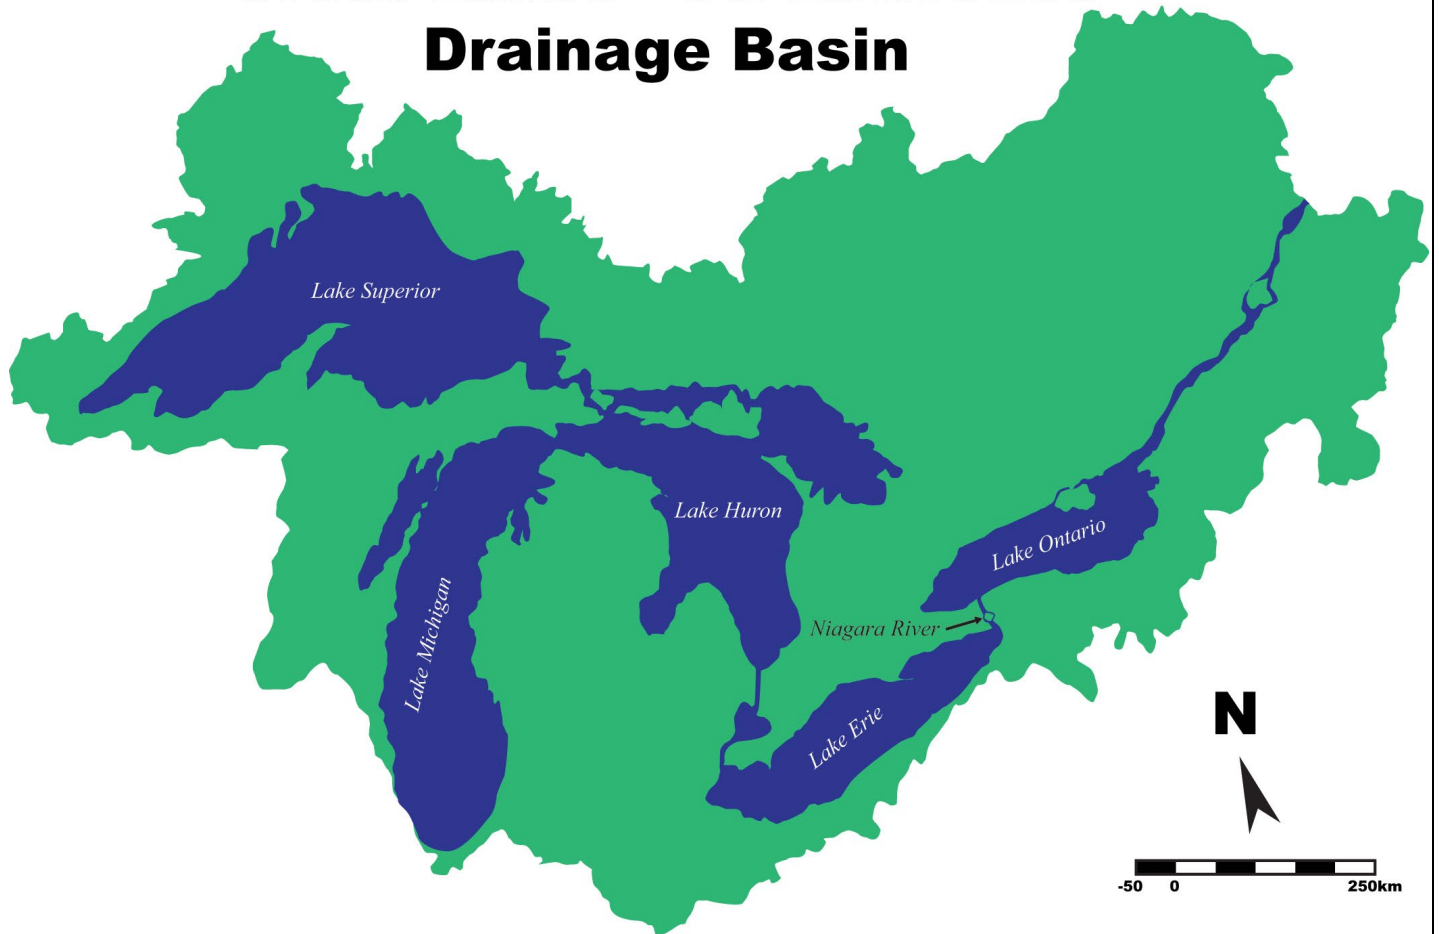 Drainage Basin
Lake Superior
Lake Huron
Lake Ontario
Lake Michigan
Niagara River
Lake Erie
N
-50 0 250km